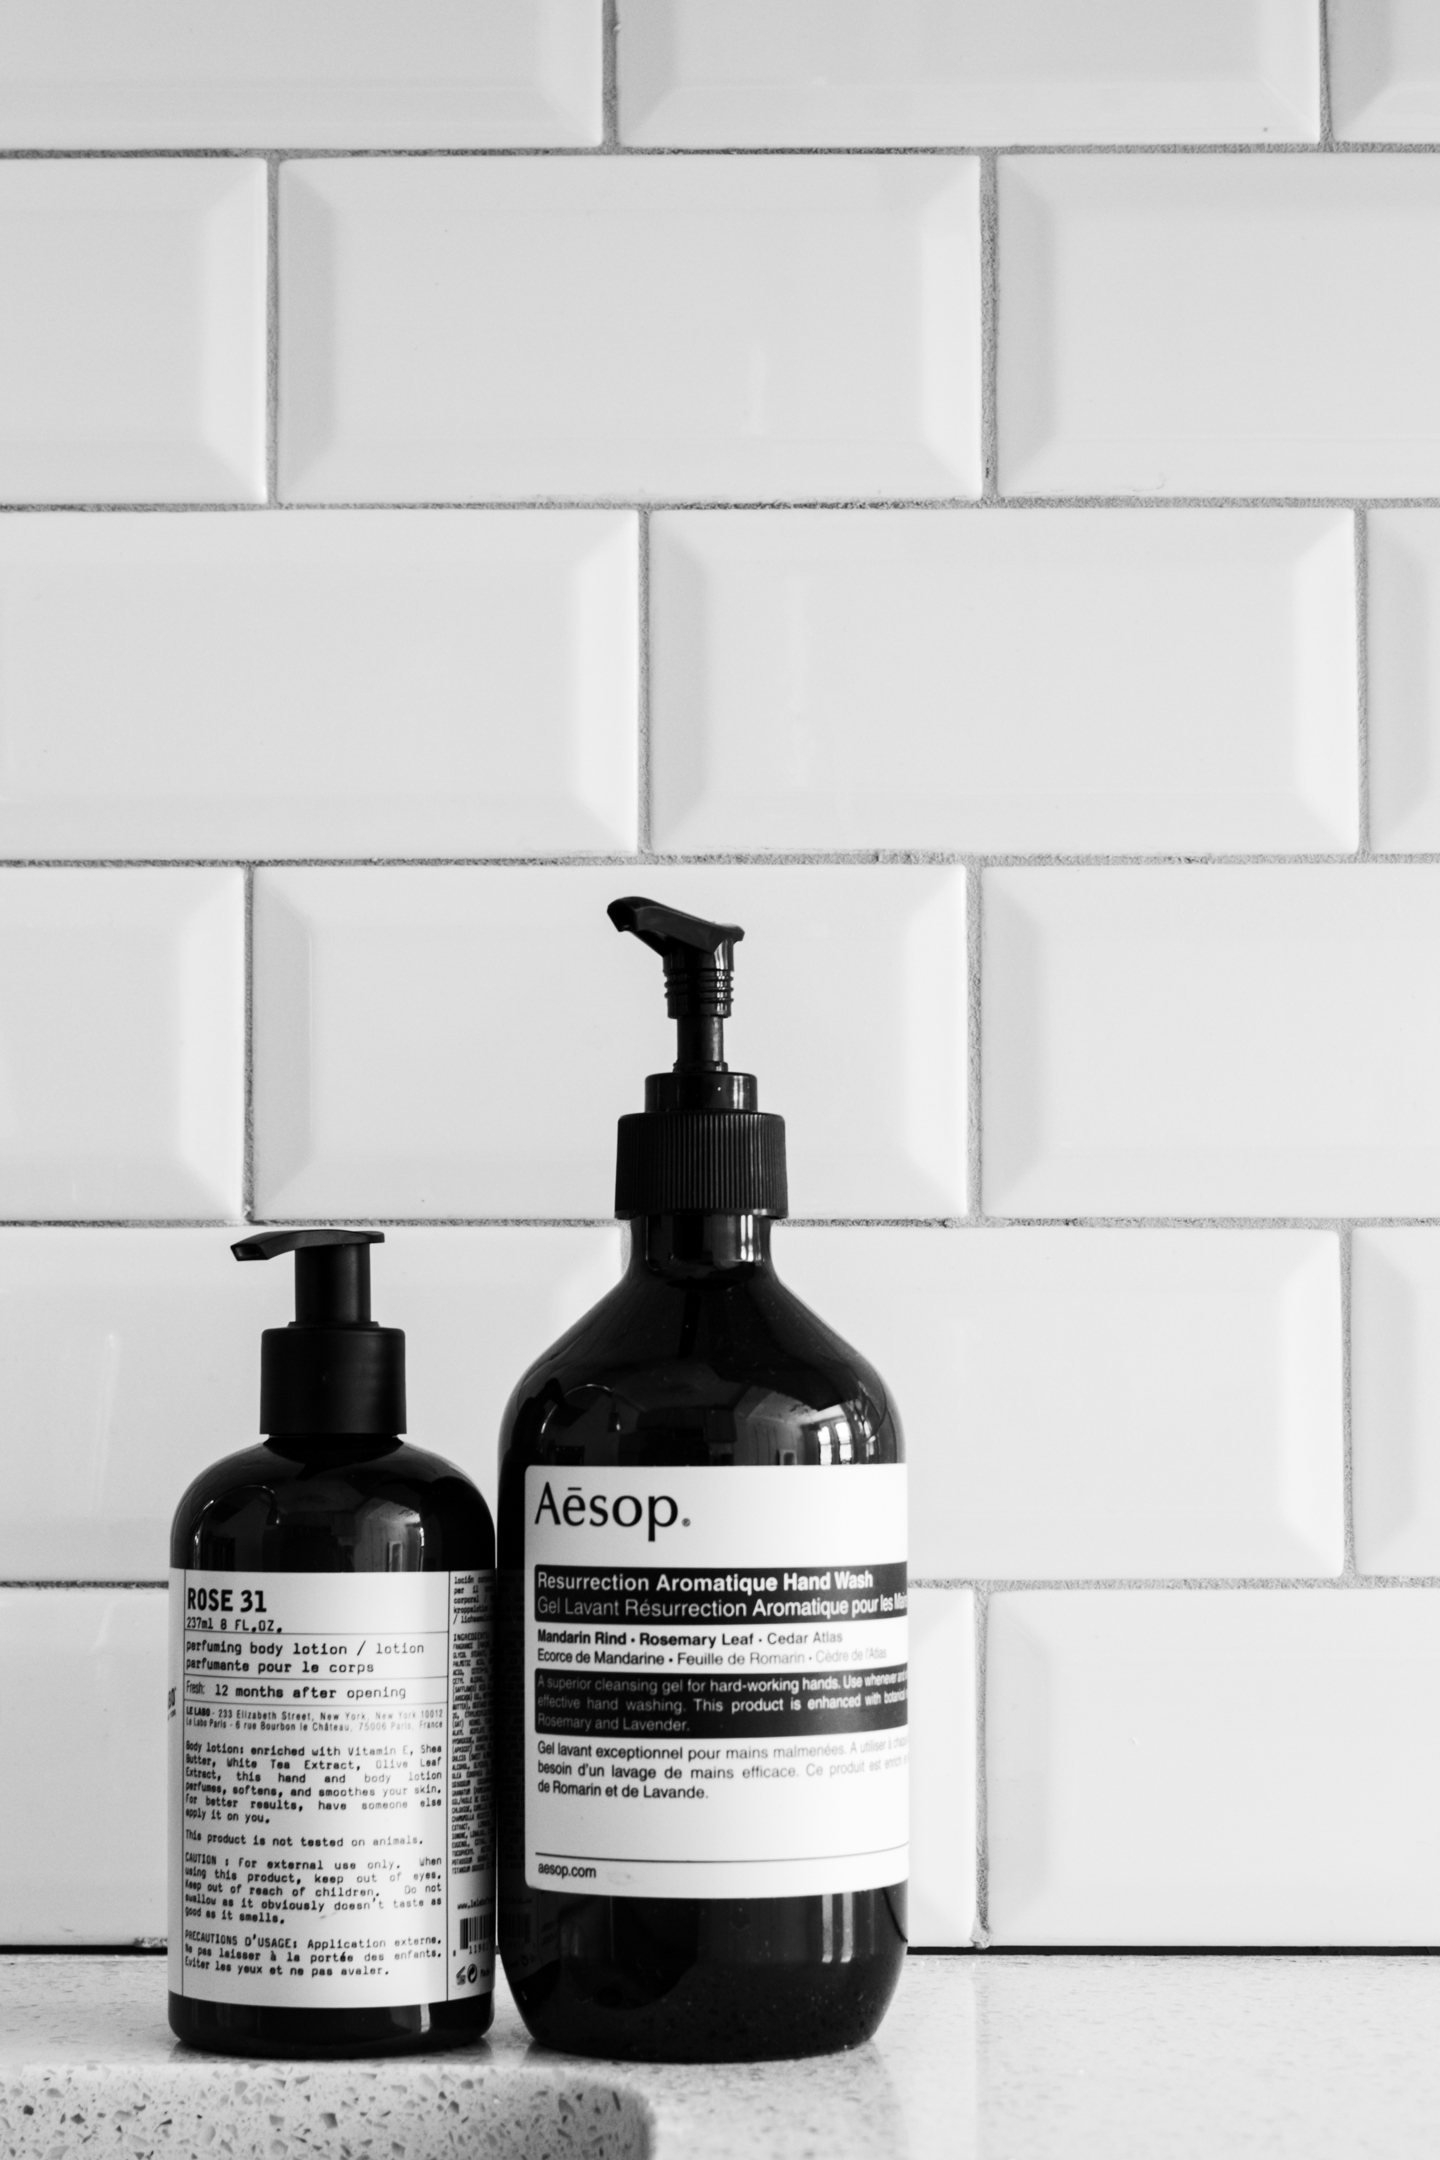 ROSE 31
237ml 8 FL.OZ.
perfuming body lotion / lotion
parfumante pour le corps
Fresh: 12 months after opening
LE LABO - 233 Elizabeth Street, New York, New York 10012
Le Labo Paris - 6 rue Bourbon le Château, 75006 Paris, France
Body lotion: enriched with Vitamin E, Shea
Butter, White Tea Extract, Olive Leaf
Extract, this hand and body lotion
perfumes, softens, and smoothes your skin.
For better results, have someone else
apply it on you.
This product is not tested on animals.
CAUTION : For external use only. When
using this product, keep out of eyes.
Keep out of reach of children. Do not
swallow as it obviously doesn't taste as
good as it smells.
PRECAUTIONS D'USAGE: Application externe.
Ne pas laisser à la portée des enfants.
Eviter les yeux et ne pas avaler.
Aēsop.®
Resurrection Aromatique Hand Wash
Gel Lavant Résurrection Aromatique pour les
Mandarin Rind • Rosemary Leaf • Cedar Atlas
Ecorce de Mandarine • Feuille de Romarin • Cèdre de l'Atlas
A superior cleansing gel for hard-working hands. Use whenever
effective hand washing. This product is enhanced with
Rosemary and Lavender.
Gel lavant exceptionnel pour mains malmenées. A utiliser à
besoin d'un lavage de mains efficace. Ce produit est
de Romarin et de Lavande.
aesop.com